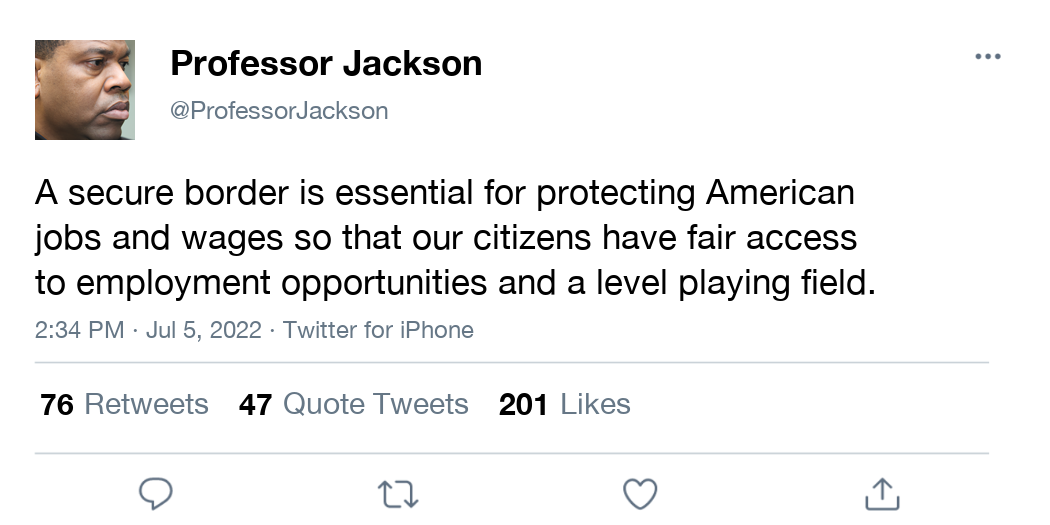 Professor Jackson
@ProfessorJackson
A secure border is essential for protecting American
jobs and wages so that our citizens have fair access
to employment opportunities and a level playing field.
2:34 PM · Jul 5, 2022 · Twitter for iPhone
76 Retweets 47 Quote Tweets 201 Likes